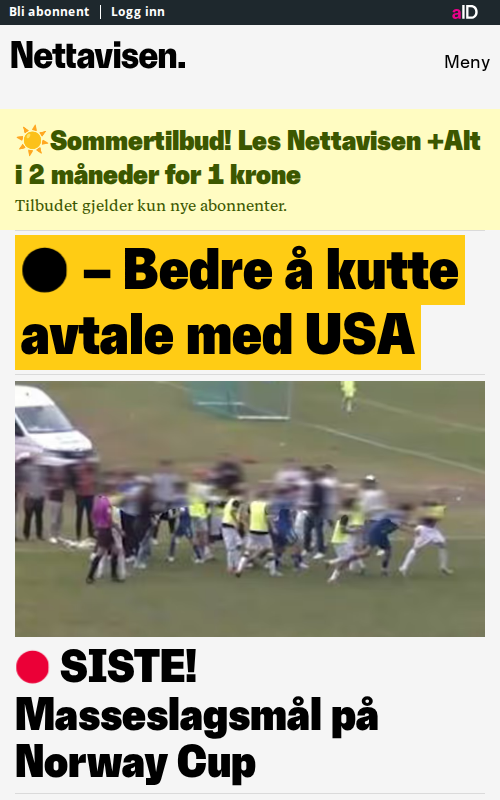 Bli abonnent | Logg inn
aID
Nettavisen.
Meny
☀️Sommertilbud! Les Nettavisen +Alt
i 2 måneder for 1 krone
Tilbudet gjelder kun nye abonnenter.
⚫ – Bedre å kutte
avtale med USA
🔴 SISTE!
Masseslagsmål på
Norway Cup